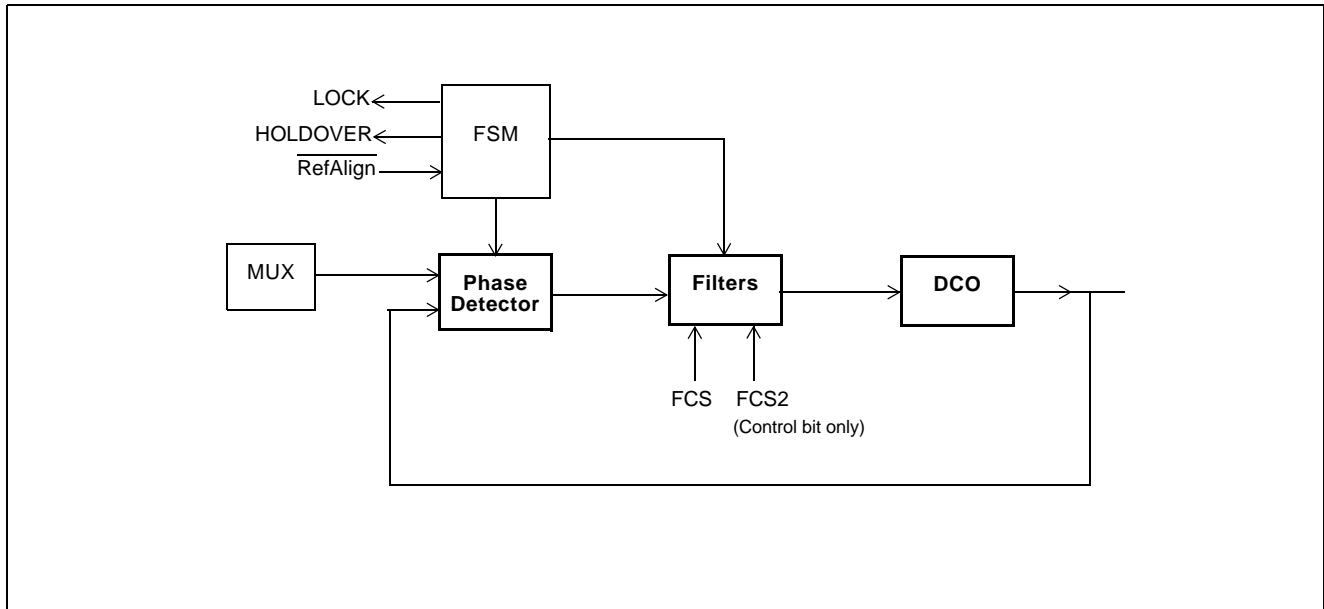 LOCK
HOLDOVER
RefAlign
FSM
MUX
Phase
Detector
Filters
DCO
FCS
FCS2
(Control bit only)